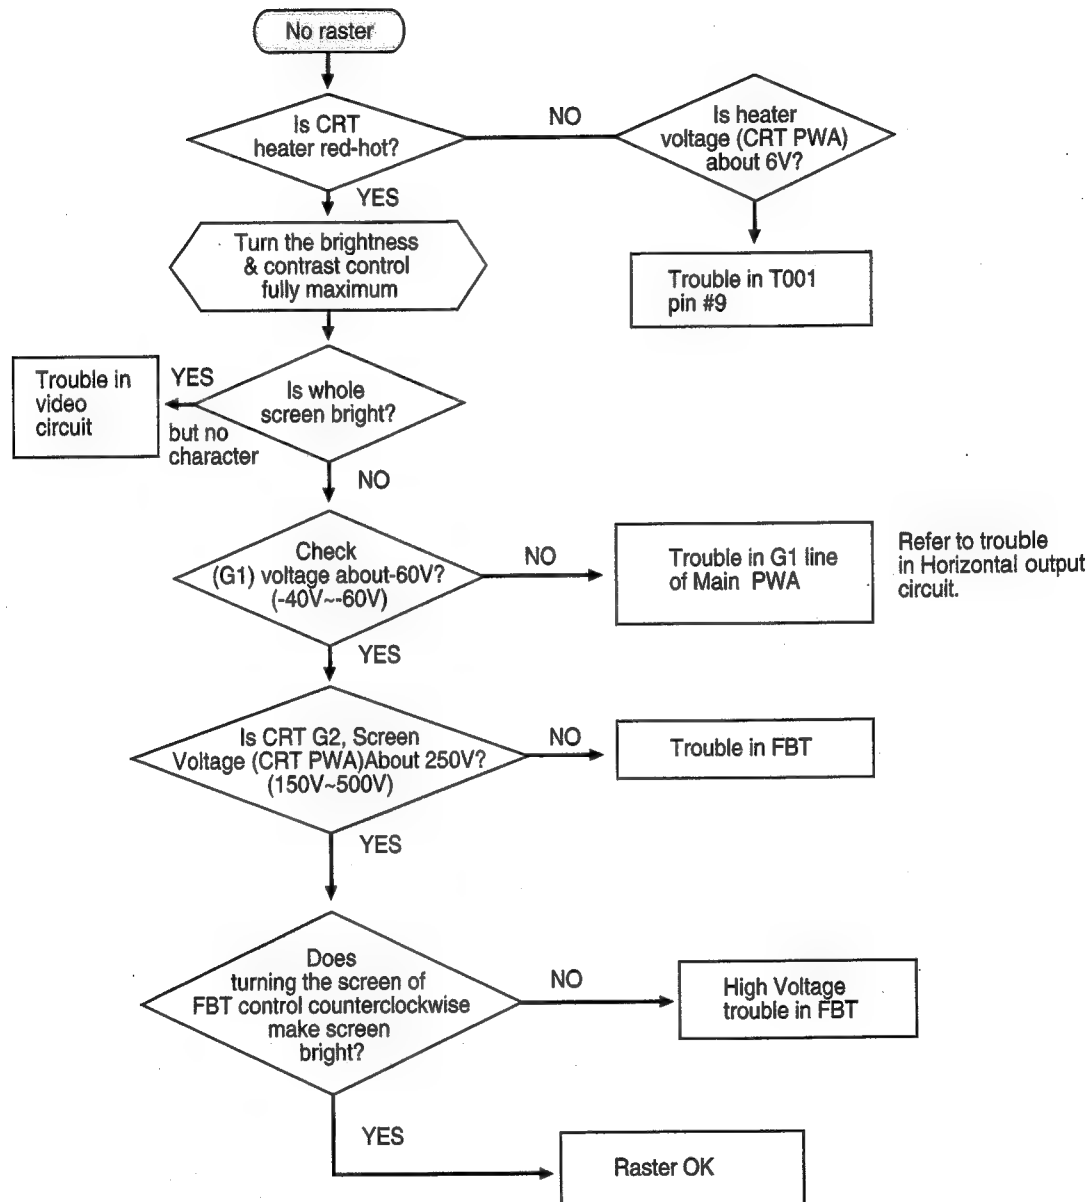 No raster
Is CRT
heater red-hot?
NO
Is heater
voltage (CRT PWA)
about 6V?
YES
Turn the brightness
& contrast control
fully maximum
Trouble in T001
pin #9
Is whole
screen bright?
YES
but no
character
Trouble in
video
circuit
NO
Check
(G1) voltage about-60V?
(-40V~-60V)
NO
Trouble in G1 line
of Main PWA
Refer to trouble
in Horizontal output
circuit.
YES
Is CRT G2, Screen
Voltage (CRT PWA)About 250V?
(150V~500V)
NO
Trouble in FBT
YES
Does
turning the screen of
FBT control counterclockwise
make screen
bright?
NO
High Voltage
trouble in FBT
YES
Raster OK